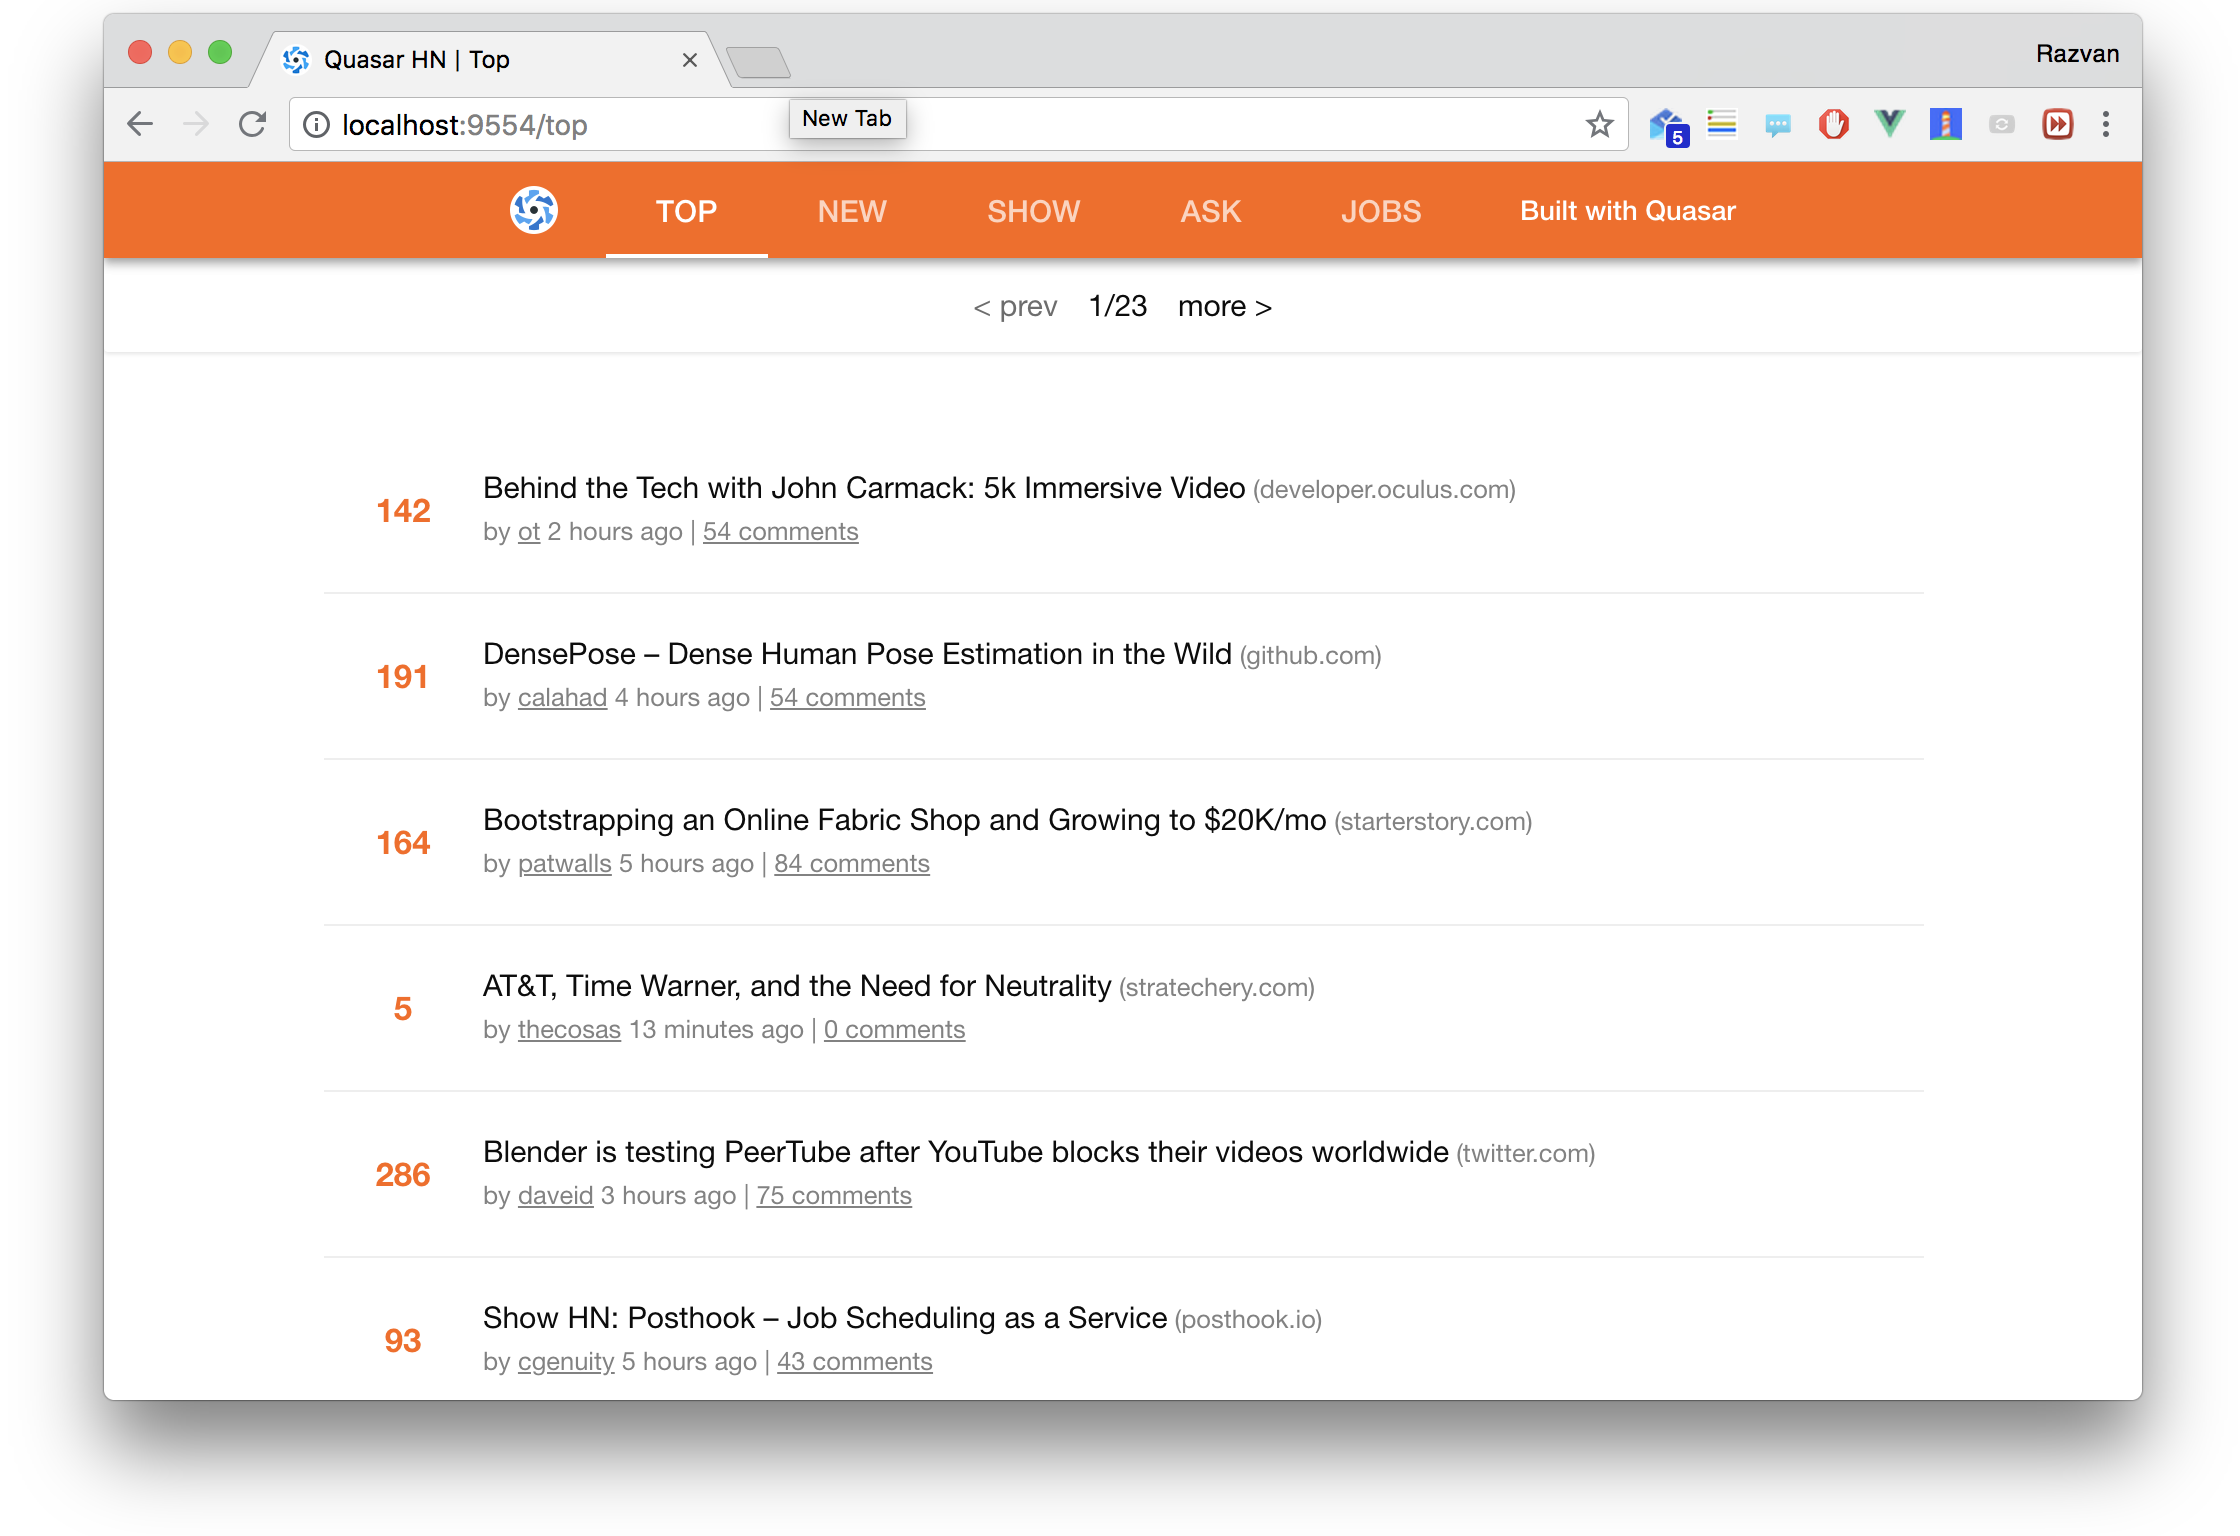 Quasar HN | Top
Razvan
localhost:9554/top
New Tab
5
TOP NEW SHOW ASK JOBS Built with Quasar
< prev 1/23 more >
142
Behind the Tech with John Carmack: 5k Immersive Video (developer.oculus.com)
by ot 2 hours ago | 54 comments
191
DensePose – Dense Human Pose Estimation in the Wild (github.com)
by calahad 4 hours ago | 54 comments
164
Bootstrapping an Online Fabric Shop and Growing to $20K/mo (starterstory.com)
by patwalls 5 hours ago | 84 comments
5
AT&T, Time Warner, and the Need for Neutrality (stratechery.com)
by thecosas 13 minutes ago | 0 comments
286
Blender is testing PeerTube after YouTube blocks their videos worldwide (twitter.com)
by daveid 3 hours ago | 75 comments
93
Show HN: Posthook – Job Scheduling as a Service (posthook.io)
by cgenuity 5 hours ago | 43 comments